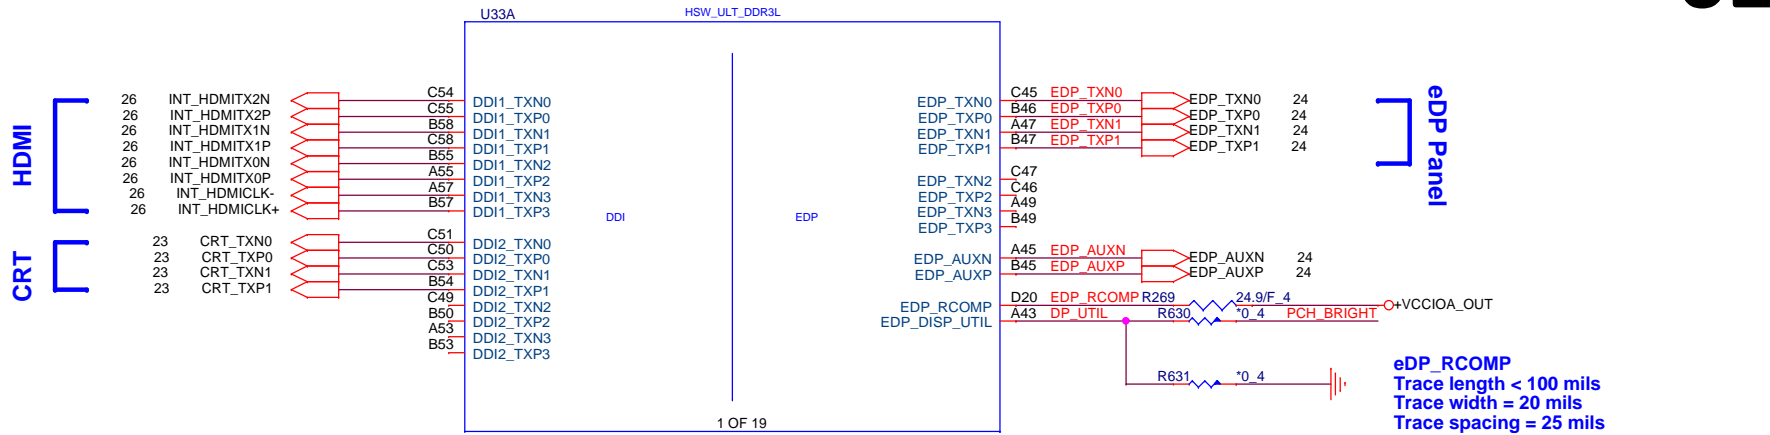 U33A HSW_ULT_DDR3L
HDMI
26 INT_HDMITX2N C54 DDI1_TXN0
26 INT_HDMITX2P C55 DDI1_TXP0
26 INT_HDMITX1N B58 DDI1_TXN1
26 INT_HDMITX1P C58 DDI1_TXP1
26 INT_HDMITX0N B55 DDI1_TXN2
26 INT_HDMITX0P A55 DDI1_TXP2
26 INT_HDMICLK- A57 DDI1_TXN3
26 INT_HDMICLK+ B57 DDI1_TXP3
CRT
23 CRT_TXN0 C51 DDI2_TXN0
23 CRT_TXP0 C50 DDI2_TXP0
23 CRT_TXN1 C53 DDI2_TXN1
23 CRT_TXP1 B54 DDI2_TXP1
C49 DDI2_TXN2
B50 DDI2_TXP2
A53 DDI2_TXN3
B53 DDI2_TXP3
DDI EDP
EDP_TXN0 C45 EDP_TXN0 EDP_TXN0 24
EDP_TXP0 B46 EDP_TXP0 EDP_TXP0 24
EDP_TXN1 A47 EDP_TXN1 EDP_TXN1 24
EDP_TXP1 B47 EDP_TXP1 EDP_TXP1 24
eDP Panel
EDP_TXN2 C47
EDP_TXP2 C46
EDP_TXN3 A49
EDP_TXP3 B49
EDP_AUXN A45 EDP_AUXN EDP_AUXN 24
EDP_AUXP B45 EDP_AUXP EDP_AUXP 24
EDP_RCOMP D20 EDP_RCOMP R269 24.9/F_4 +VCCIOA_OUT
EDP_DISP_UTIL A43 DP_UTIL R630 *0_4 PCH_BRIGHT
R631 *0_4
1 OF 19
eDP_RCOMP
Trace length < 100 mils
Trace width = 20 mils
Trace spacing = 25 mils